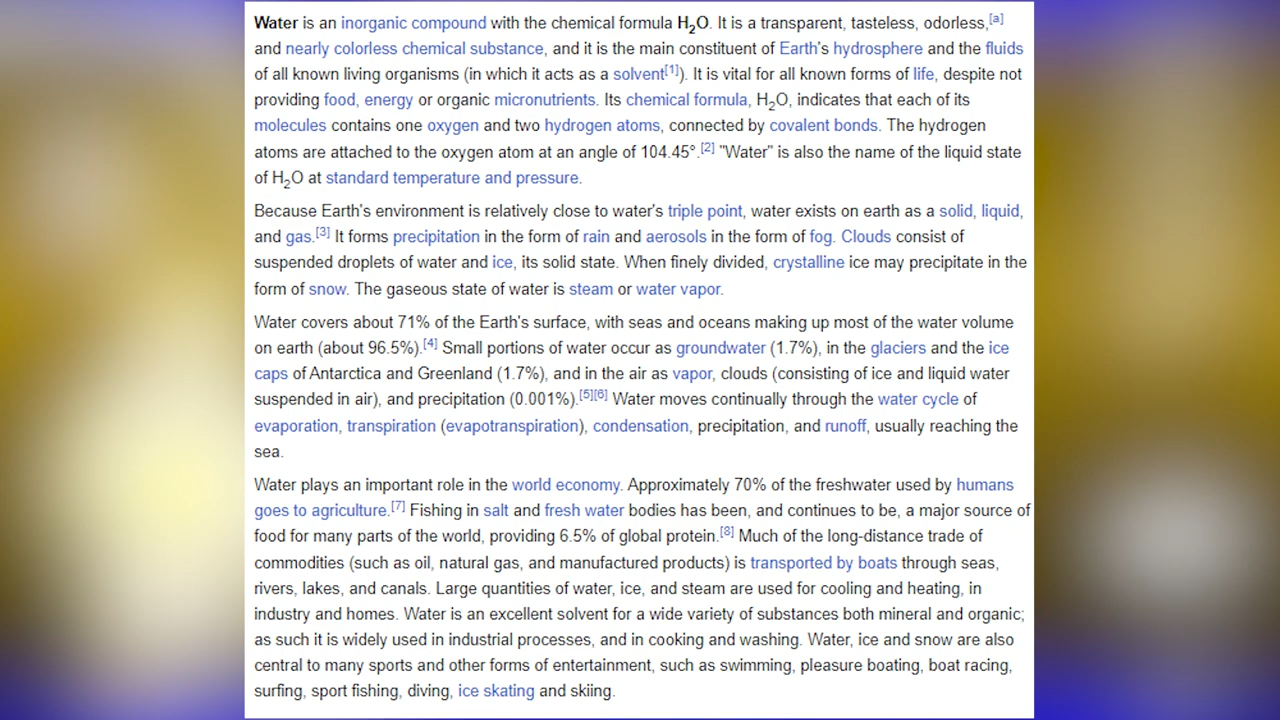 Water is an inorganic compound with the chemical formula H₂O. It is a transparent, tasteless, odorless,[a]
and nearly colorless chemical substance, and it is the main constituent of Earth's hydrosphere and the fluids
of all known living organisms (in which it acts as a solvent[1]). It is vital for all known forms of life, despite not
providing food, energy or organic micronutrients. Its chemical formula, H₂O, indicates that each of its
molecules contains one oxygen and two hydrogen atoms, connected by covalent bonds. The hydrogen
atoms are attached to the oxygen atom at an angle of 104.45°.[2] "Water" is also the name of the liquid state
of H₂O at standard temperature and pressure.
Because Earth's environment is relatively close to water's triple point, water exists on earth as a solid, liquid,
and gas.[3] It forms precipitation in the form of rain and aerosols in the form of fog. Clouds consist of
suspended droplets of water and ice, its solid state. When finely divided, crystalline ice may precipitate in the
form of snow. The gaseous state of water is steam or water vapor.
Water covers about 71% of the Earth's surface, with seas and oceans making up most of the water volume
on earth (about 96.5%).[4] Small portions of water occur as groundwater (1.7%), in the glaciers and the ice
caps of Antarctica and Greenland (1.7%), and in the air as vapor, clouds (consisting of ice and liquid water
suspended in air), and precipitation (0.001%).[5][6] Water moves continually through the water cycle of
evaporation, transpiration (evapotranspiration), condensation, precipitation, and runoff, usually reaching the
sea.
Water plays an important role in the world economy. Approximately 70% of the freshwater used by humans
goes to agriculture.[7] Fishing in salt and fresh water bodies has been, and continues to be, a major source of
food for many parts of the world, providing 6.5% of global protein.[8] Much of the long-distance trade of
commodities (such as oil, natural gas, and manufactured products) is transported by boats through seas,
rivers, lakes, and canals. Large quantities of water, ice, and steam are used for cooling and heating, in
industry and homes. Water is an excellent solvent for a wide variety of substances both mineral and organic;
as such it is widely used in industrial processes, and in cooking and washing. Water, ice and snow are also
central to many sports and other forms of entertainment, such as swimming, pleasure boating, boat racing,
surfing, sport fishing, diving, ice skating and skiing.